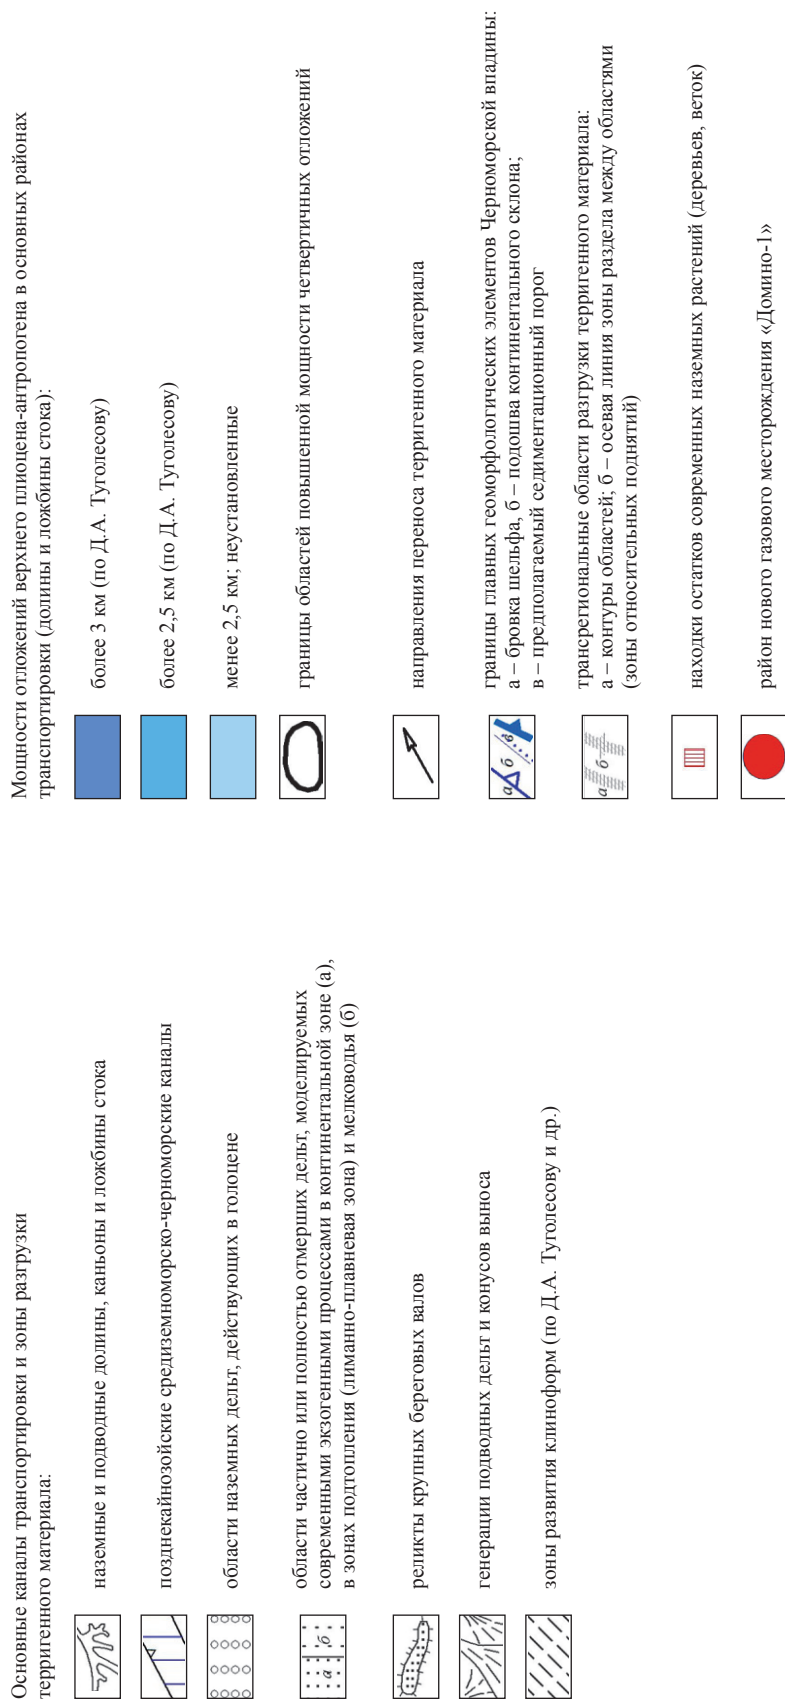 Основные каналы транспортировки и зоны разгрузки
терригенного материала:
наземные и подводные долины, каньоны и ложбины стока
позднекайнозойские средиземноморско-черноморские каналы
области наземных дельт, действующих в голоцене
а б
области частично или полностью отмерших дельт, моделируемых
современными экзогенными процессами в континентальной зоне (а),
в зонах подтопления (лиманно-плавневая зона) и мелководья (б)
реликты крупных береговых валов
генерации подводных дельт и конусов выноса
зоны развития клиноформ (по Д.А. Туголесову и др.)
Мощности отложений верхнего плиоцена-антропогена в основных районах
транспортировки (долины и ложбины стока):
более 3 км (по Д.А. Туголесову)
более 2,5 км (по Д.А. Туголесову)
менее 2,5 км; неустановленные
границы областей повышенной мощности четвертичных отложений
направления переноса терригенного материала
а б в
границы главных геоморфологических элементов Черноморской впадины:
а – бровка шельфа, б – подошва континентального склона;
в – предполагаемый седиментационный порог
а б
трансрегиональные области разгрузки терригенного материала:
а – контуры областей; б – осевая линия зоны раздела между областями
(зоны относительных поднятий)
находки остатков современных наземных растений (деревьев, веток)
район нового газового месторождения «Домино-1»